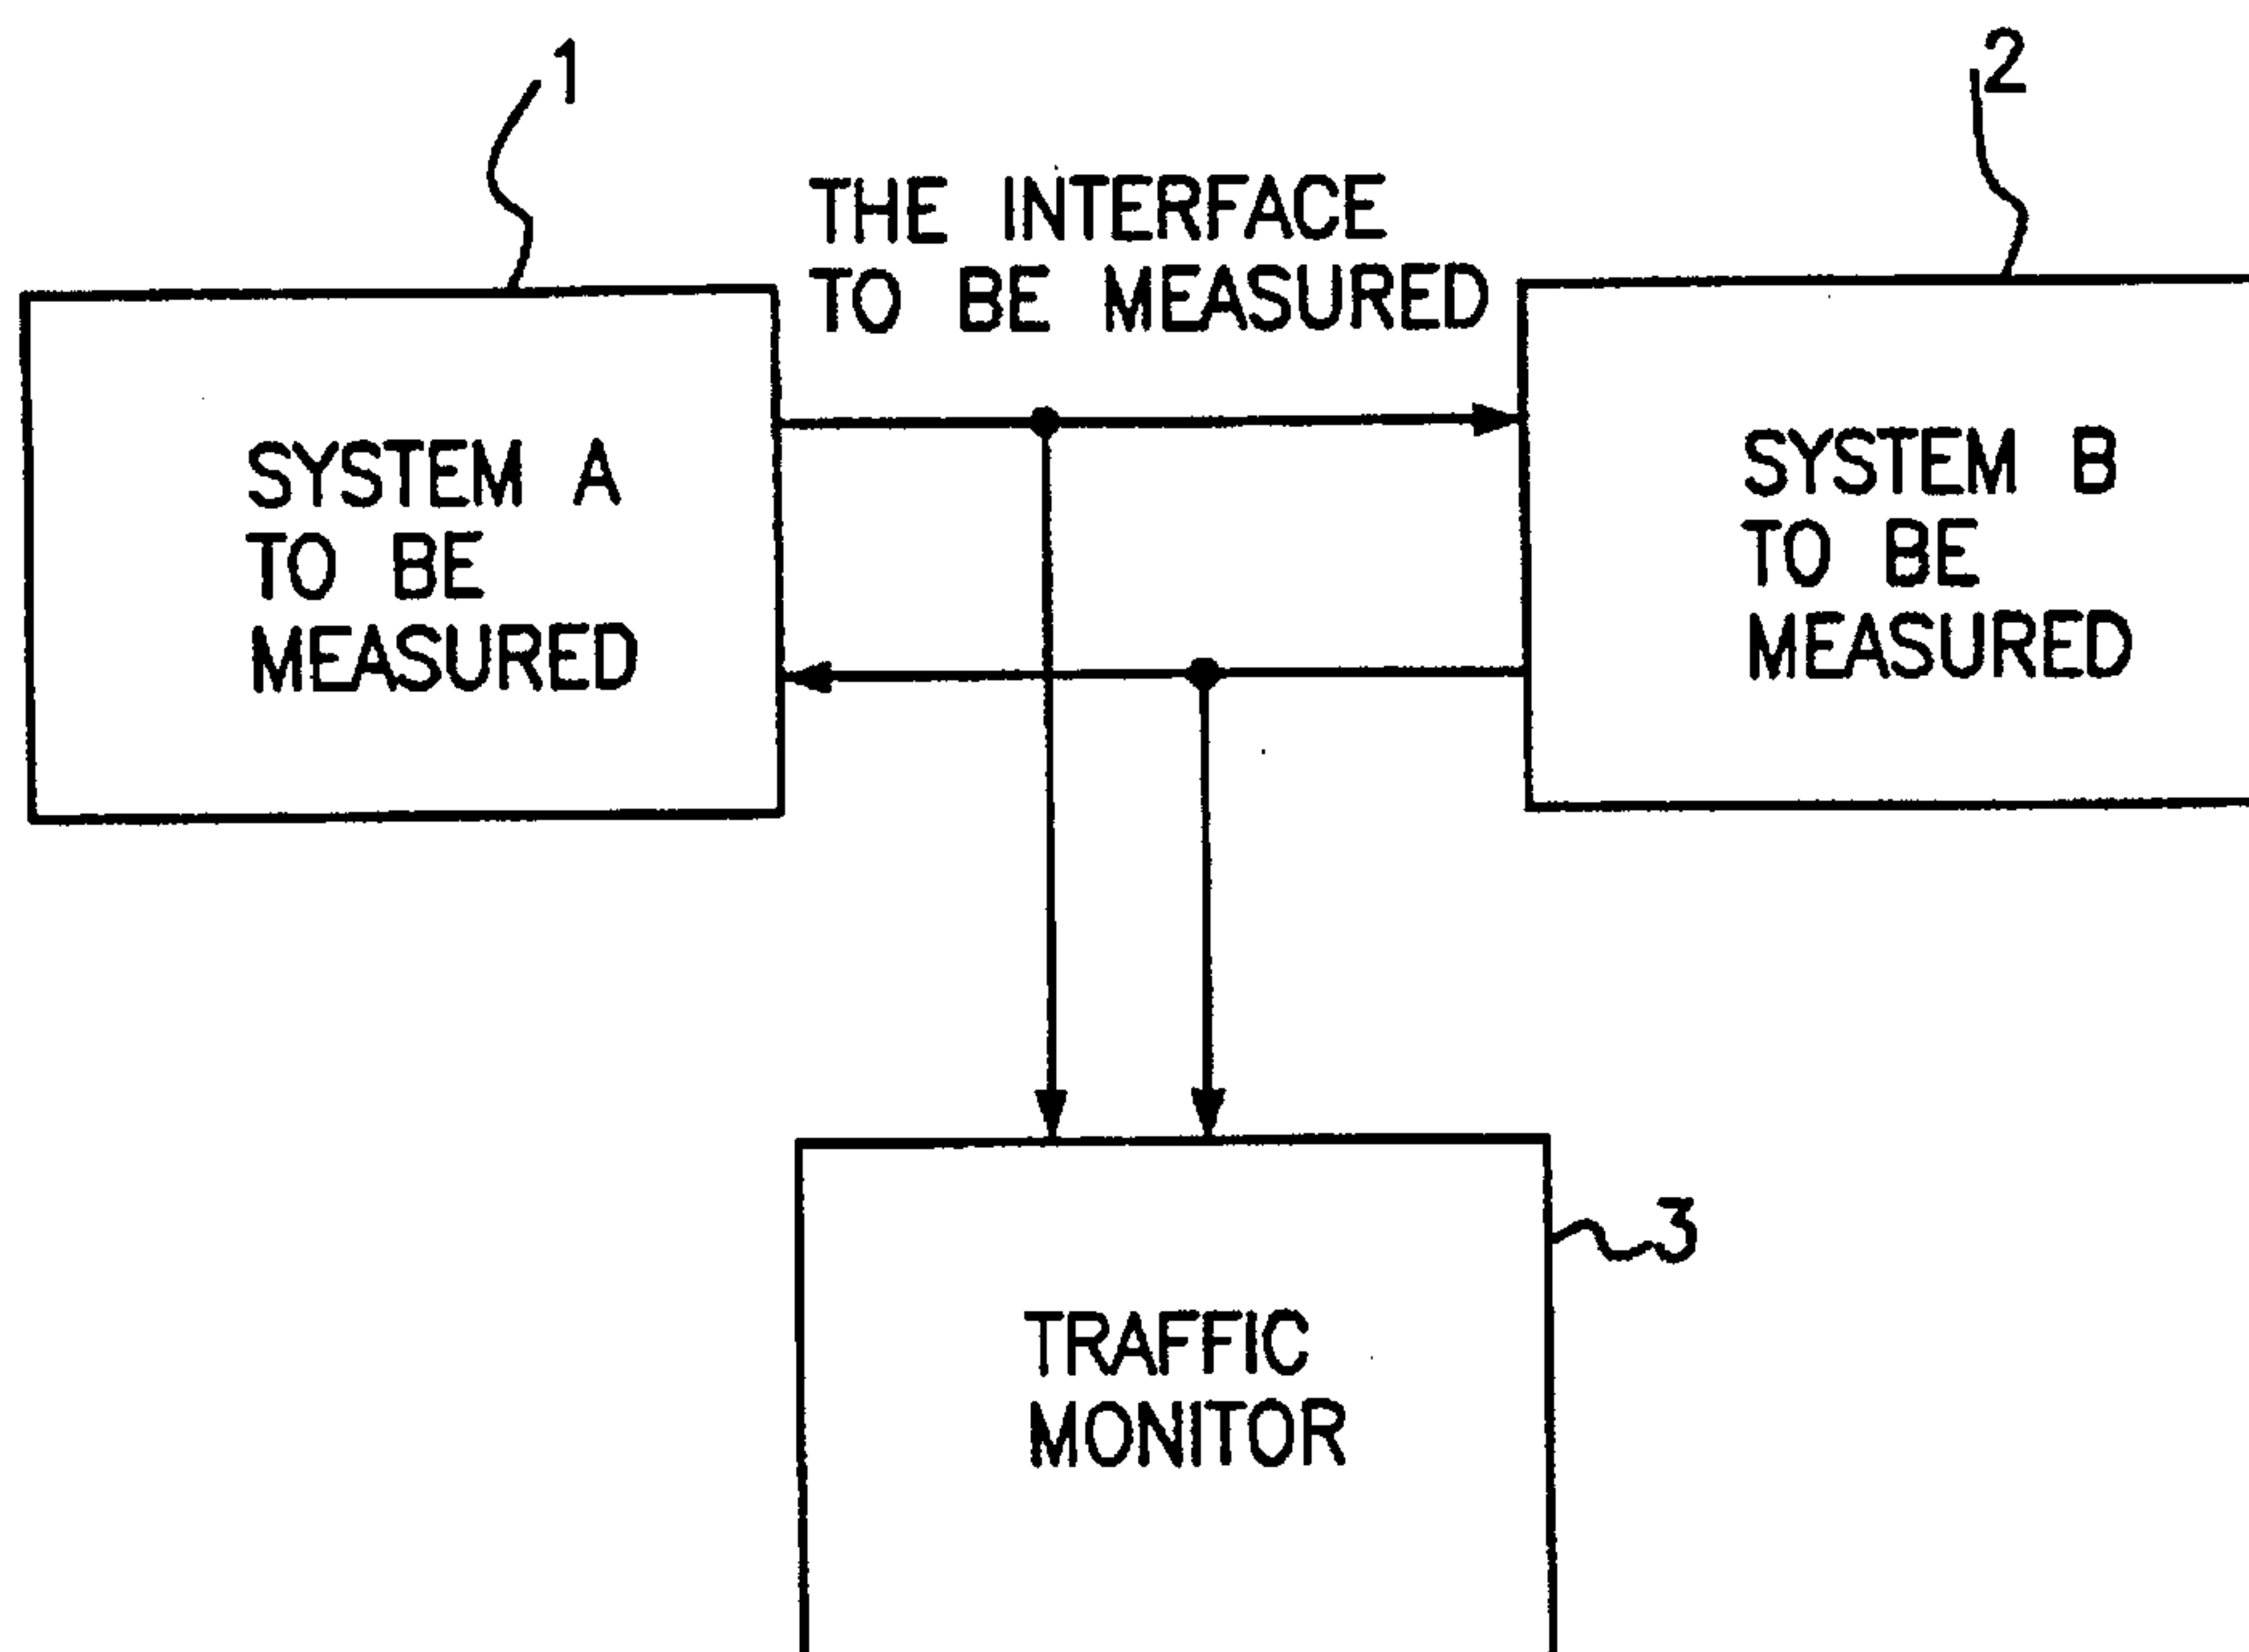 1
2
THE INTERFACE
TO BE MEASURED
SYSTEM A
TO BE
MEASURED
SYSTEM B
TO BE
MEASURED
3
TRAFFIC
MONITOR